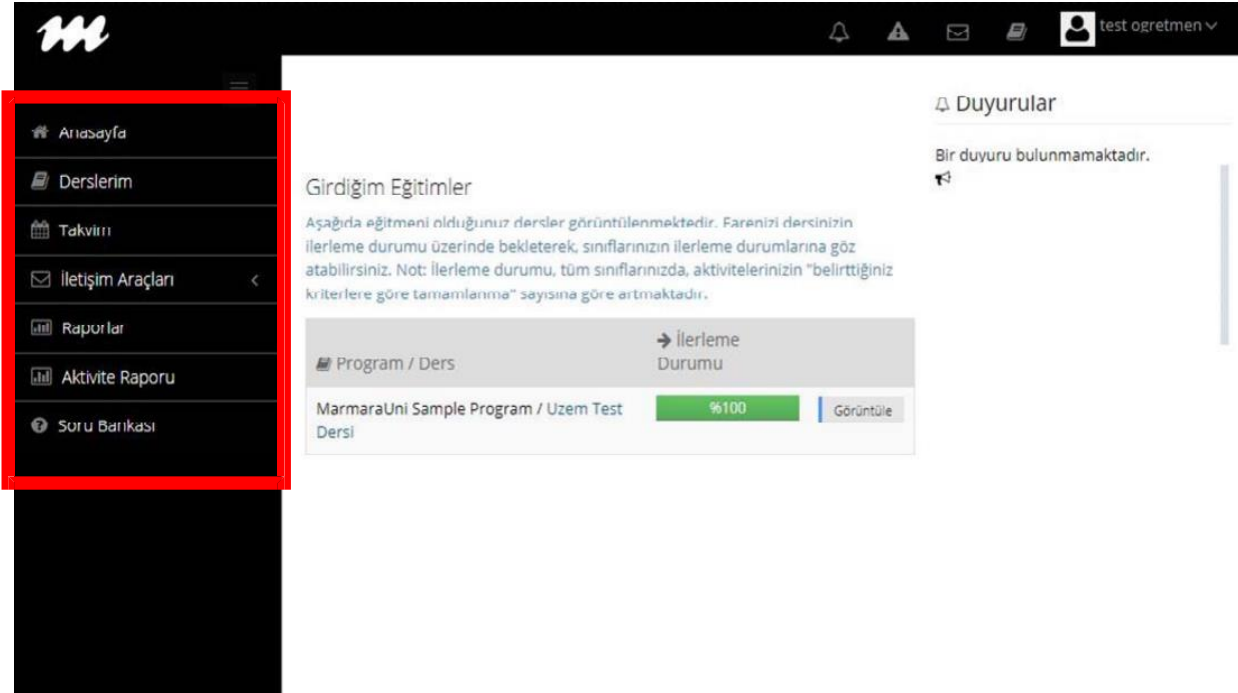 test ogretmen
Anasayfa
Derslerim
Takvim
İletişim Araçları
Raporlar
Aktivite Raporu
Soru Bankası
Girdiğim Eğitimler
Aşağıda eğitmeni olduğunuz dersler görüntülenmektedir. Farenizi dersinizin
ilerleme durumu üzerinde bekleterek, sınıflarınızın ilerleme durumlarına göz
atabilirsiniz. Not: İlerleme durumu, tüm sınıflarınızda, aktivitelerinizin "belirttiğiniz
kriterlere göre tamamlanma" sayısına göre artmaktadır.
Program / Ders
İlerleme
Durumu
MarmaraUni Sample Program / Uzem Test
Dersi
%100
Görüntüle
Duyurular
Bir duyuru bulunmamaktadır.